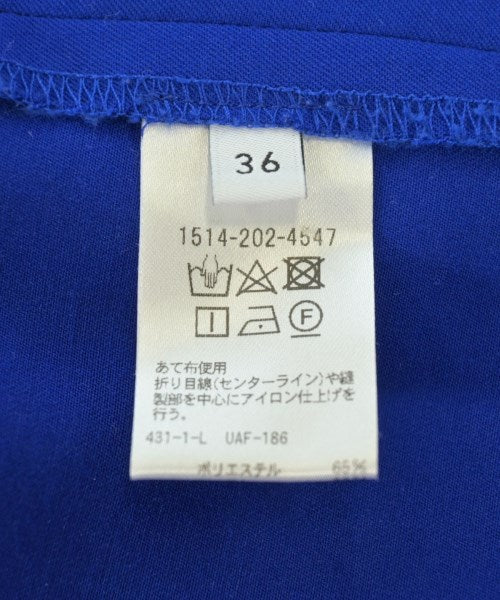 36
1514-202-4547
F
あて布使用
折り目線(センターライン)や縫
製部を中心にアイロン仕上げを
行う。
431-1-L UAF-186
ポリエステル 65%